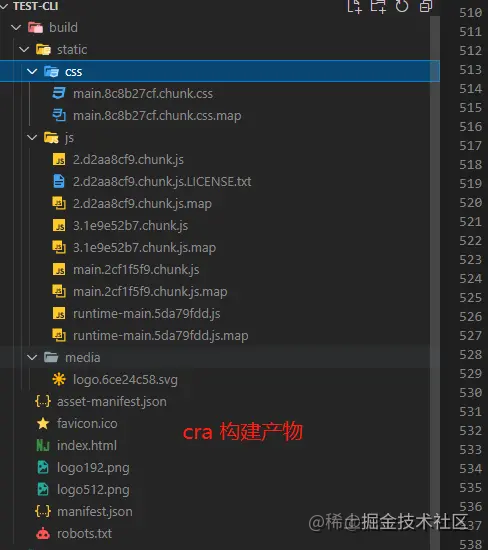 TEST-CLI
build
static
css
main.8c8b27cf.chunk.css
main.8c8b27cf.chunk.css.map
js
2.d2aa8cf9.chunk.js
2.d2aa8cf9.chunk.js.LICENSE.txt
2.d2aa8cf9.chunk.js.map
3.1e9e52b7.chunk.js
3.1e9e52b7.chunk.js.map
main.2cf1f5f9.chunk.js
main.2cf1f5f9.chunk.js.map
runtime-main.5da79fdd.js
runtime-main.5da79fdd.js.map
media
logo.6ce24c58.svg
asset-manifest.json
favicon.ico
index.html
logo192.png
logo512.png
manifest.json
robots.txt
cra 构建产物
510
511
512
513
514
515
516
517
518
519
520
521
522
523
524
525
526
527
528
529
530
531
532
533
534
535
536
537
538
@稀土掘金技术社区